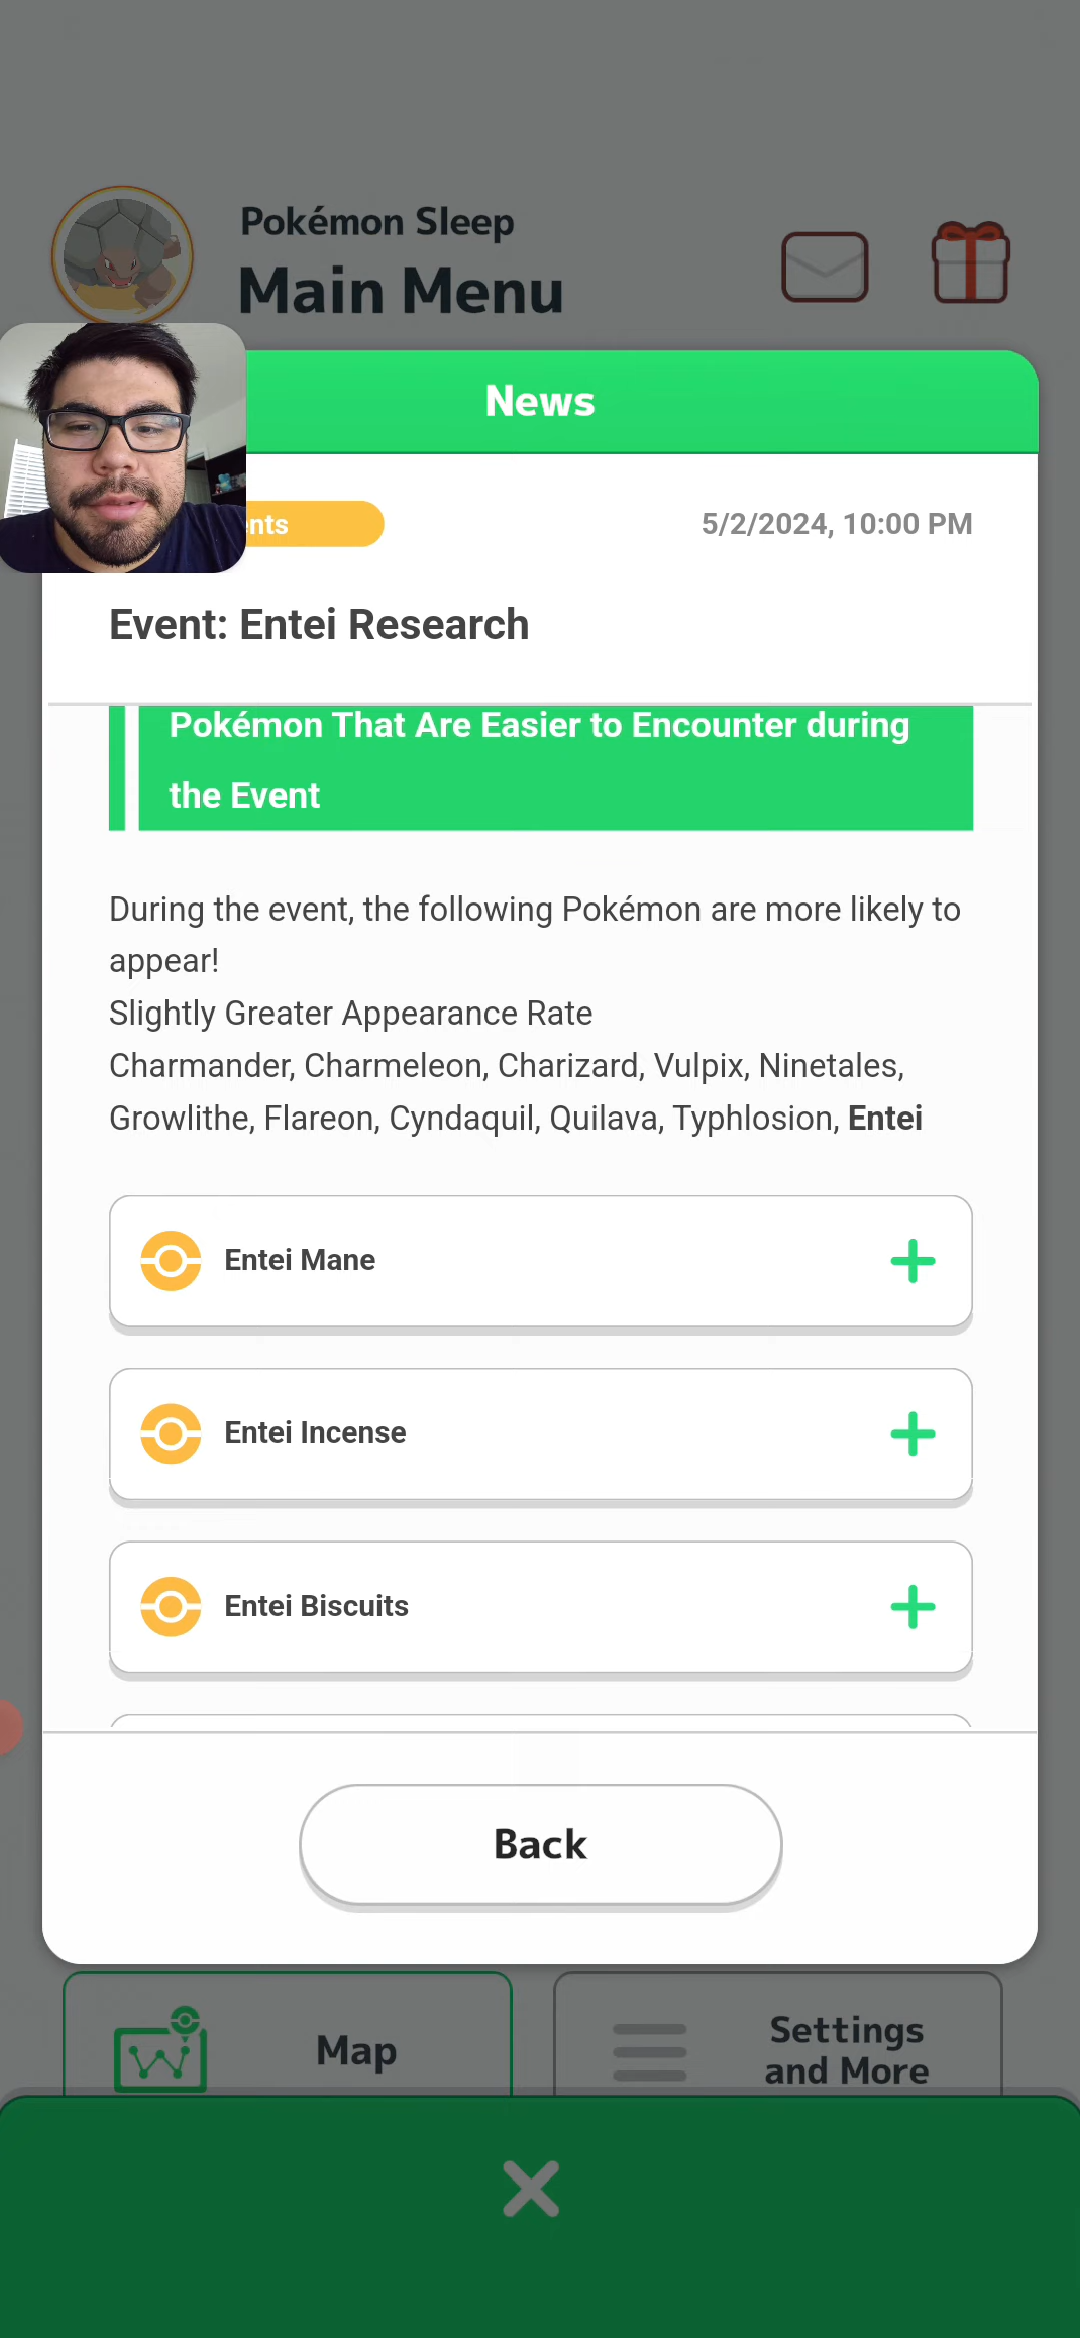 Pokémon Sleep
Main Menu
News
ents
5/2/2024, 10:00 PM
Event: Entei Research
Pokémon That Are Easier to Encounter during
the Event
During the event, the following Pokémon are more likely to
appear!
Slightly Greater Appearance Rate
Charmander, Charmeleon, Charizard, Vulpix, Ninetales,
Growlithe, Flareon, Cyndaquil, Quilava, Typhlosion, Entei
Entei Mane
Entei Incense
Entei Biscuits
Back
Map
Settings
and More